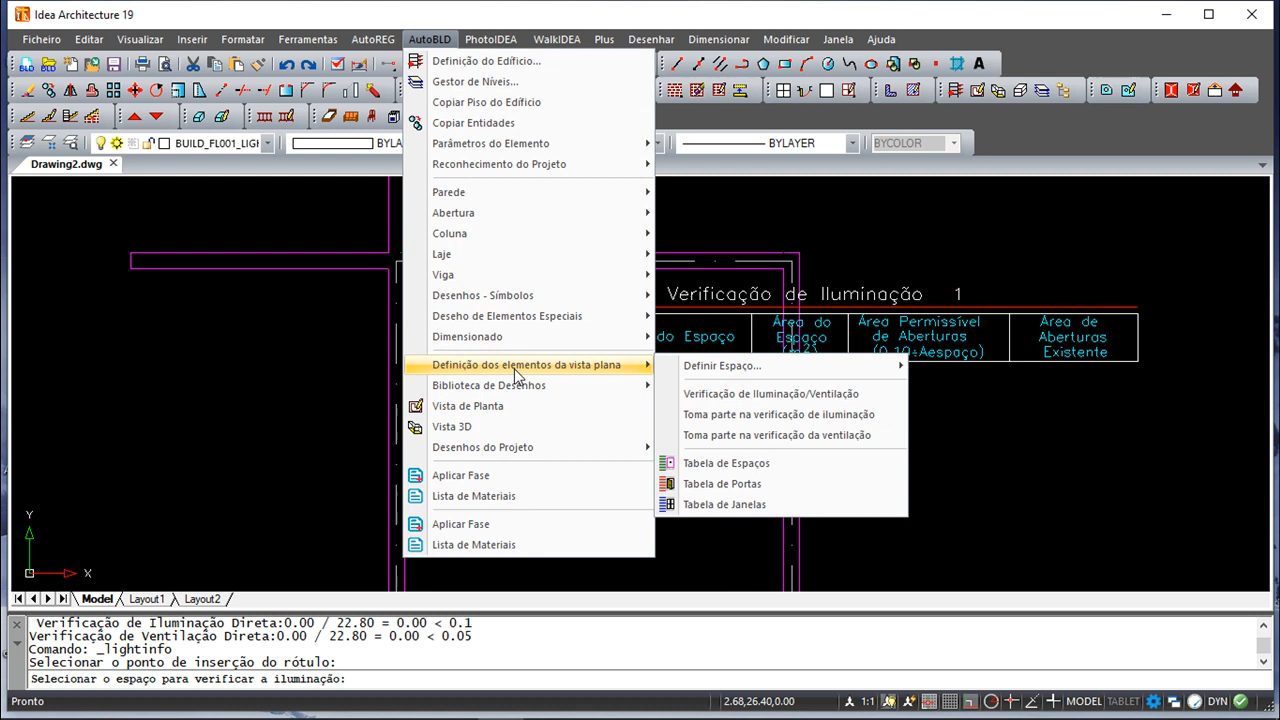 Idea Architecture 19
Ficheiro Editar Visualizar Inserir Formatar Ferramentas AutoREG AutoBLD PhotoIDEA WalkIDEA Plus Desenhar Dimensionar Modificar Janela Ajuda
BLD BLD A
BUILD_FL001_LIGH BYLA BYLAYER BYCOLOR
Drawing2.dwg
Definição do Edifício...
Gestor de Níveis...
Copiar Piso do Edifício
Copiar Entidades
Parâmetros do Elemento
Reconhecimento do Projeto
Parede
Abertura
Coluna
Laje
Viga
Desenhos - Símbolos
Deseho de Elementos Especiais
Dimensionado
Definição dos elementos da vista plana
Biblioteca de Desenhos
Vista de Planta
Vista 3D
Desenhos do Projeto
Aplicar Fase
Lista de Materiais
Aplicar Fase
Lista de Materiais
Definir Espaço...
Verificação de Iluminação/Ventilação
Toma parte na verificação de iluminação
Toma parte na verificação da ventilação
Tabela de Espaços
Tabela de Portas
Tabela de Janelas
Verificação de Iluminação 1
do Espaço
Área do
Espaço
Área Permissível
de Aberturas
(0.10÷Aespaço)
Área de
Aberturas
Existente
Y
X
Model Layout1 Layout2
Verificação de Iluminação Direta:0.00 / 22.80 = 0.00 < 0.1
Verificação de Ventilação Direta:0.00 / 22.80 = 0.00 < 0.05
Comando: _lightinfo
Selecionar o ponto de inserção do rótulo:
Selecionar o espaço para verificar a iluminação:
Pronto 2.68,26.40,0.00 1:1 MODEL TABLET DYN